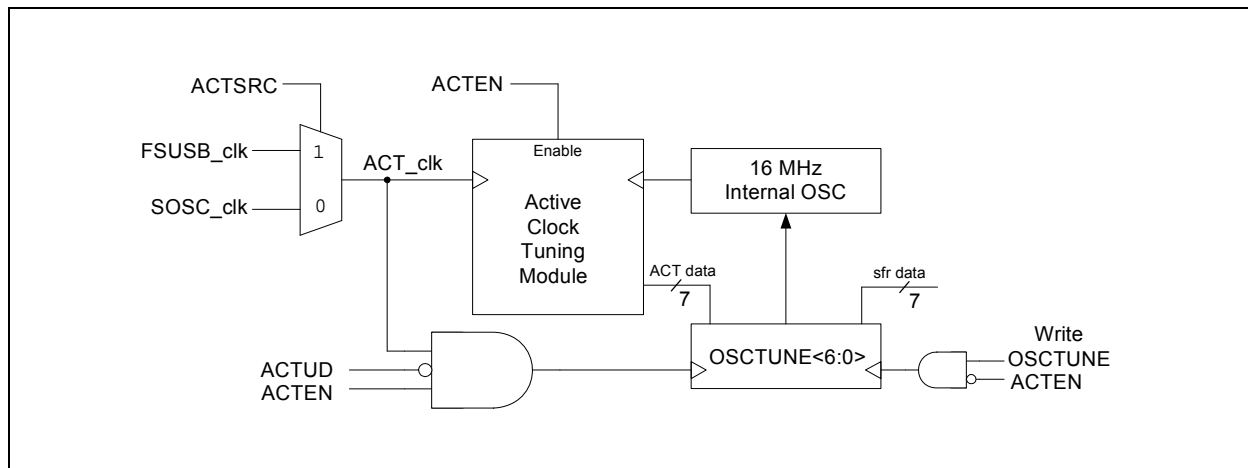 ACTSRC
ACTEN
FSUSB_clk
1
Enable
ACT_clk
16 MHz
Internal OSC
SOSC_clk
0
Active
Clock
Tuning
Module
ACT data
7
sfr data
7
Write
OSCTUNE<6:0>
OSCTUNE
ACTUD
ACTEN
ACTEN